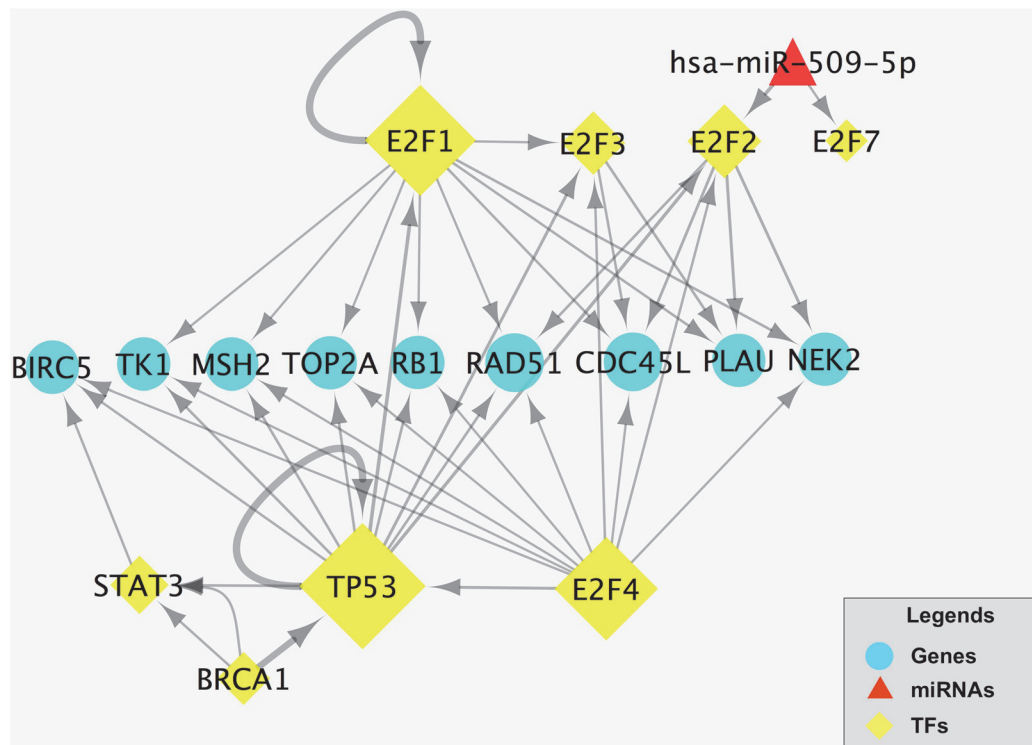 hsa-miR-509-5p
E2F1
E2F3
E2F2
E2F7
BIRC5
TK1
MSH2
TOP2A
RB1
RAD51
CDC45L
PLAU
NEK2
STAT3
TP53
E2F4
BRCA1
Legends
Genes
miRNAs
TFs